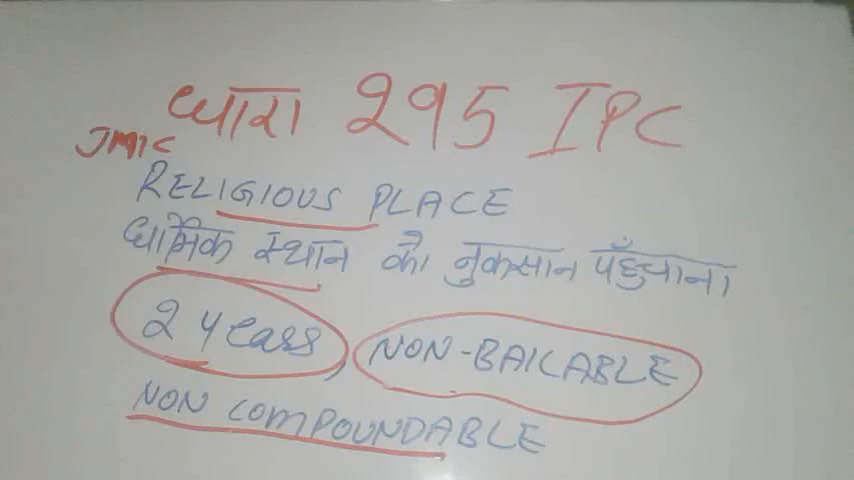 धारा 295 IPC
JMIC
RELIGIOUS PLACE
धार्मिक स्थान को नुकसान पहुँचाना
2 years, NON-BAILABLE
NON COMPOUNDABLE